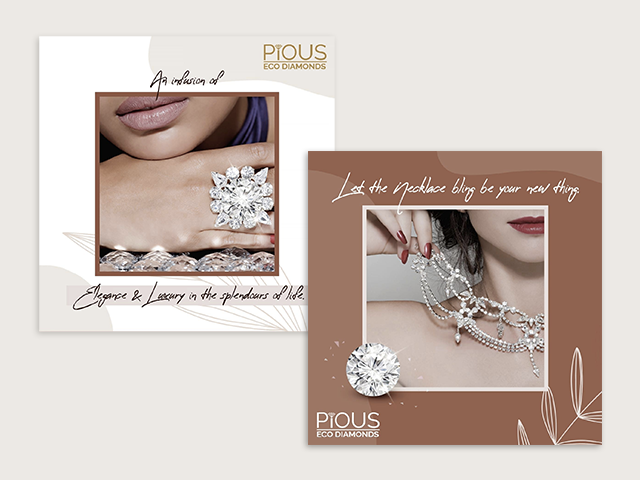 PIOUS
ECO DIAMONDS
An infusion of
Elegance & Luxury in the splendours of life.
Let the Necklace bling be your new thing.
PIOUS
ECO DIAMONDS